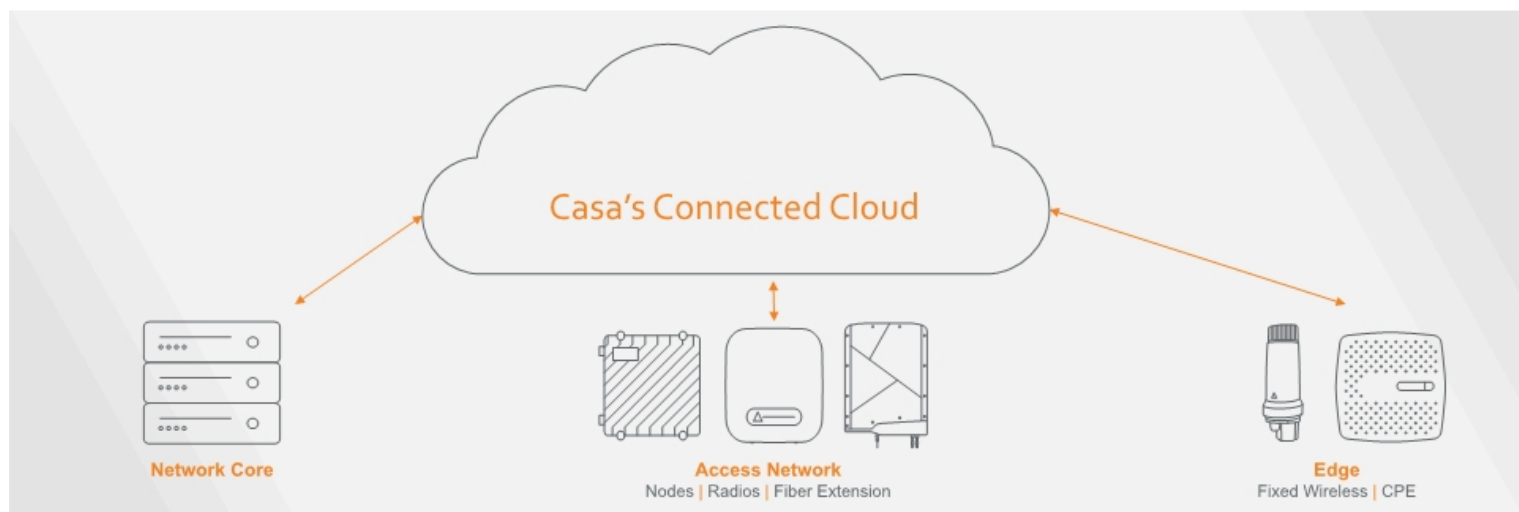 Casa's Connected Cloud
Network Core
Access Network
Nodes | Radios | Fiber Extension
Edge
Fixed Wireless | CPE